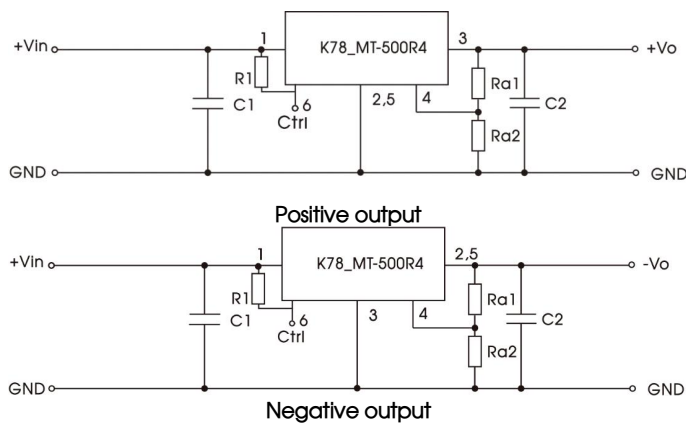 +Vin
1
K78_MT-500R4
3
+Vo
R1
C1
6
Ctrl
2,5
4
Ra1
Ra2
C2
GND
GND
Positive output
+Vin
1
K78_MT-500R4
2,5
-Vo
R1
C1
6
Ctrl
3
4
Ra1
Ra2
C2
GND
GND
Negative output